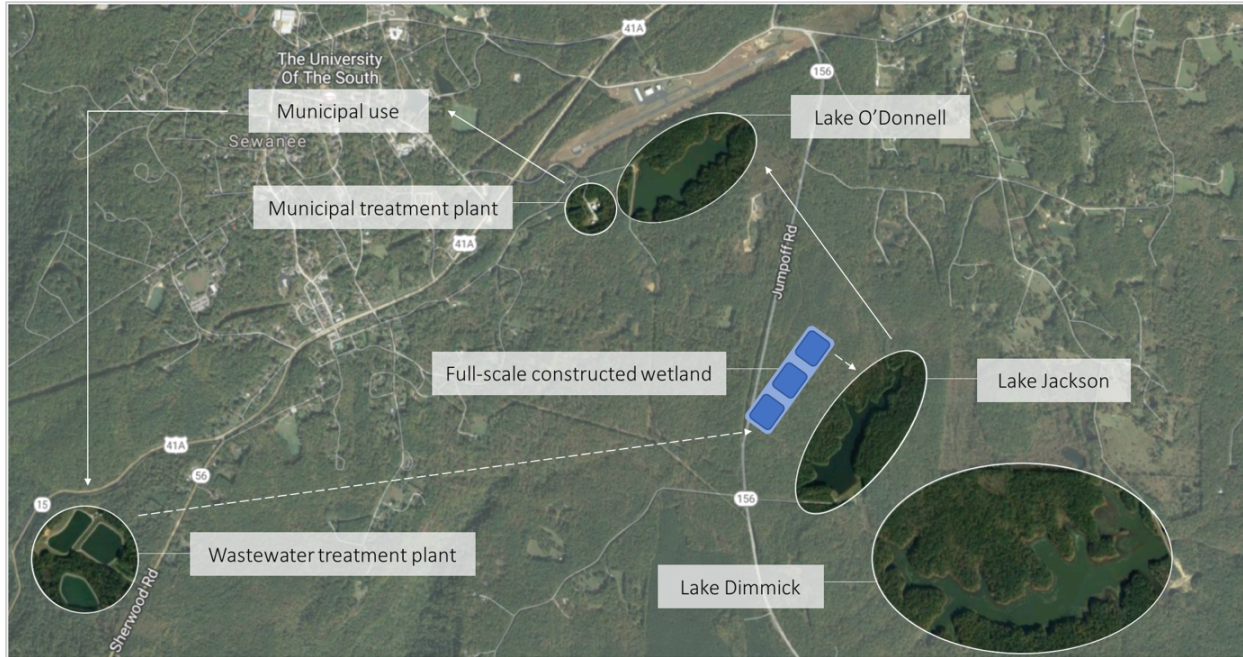 41A
The University
Of The South
156
Municipal use
Lake O’Donnell
Sewanee
Municipal treatment plant
41A
Jumpoff Rd
Full-scale constructed wetland
Lake Jackson
41A
56
15
156
Wastewater treatment plant
Lake Dimmick
Sherwood Rd